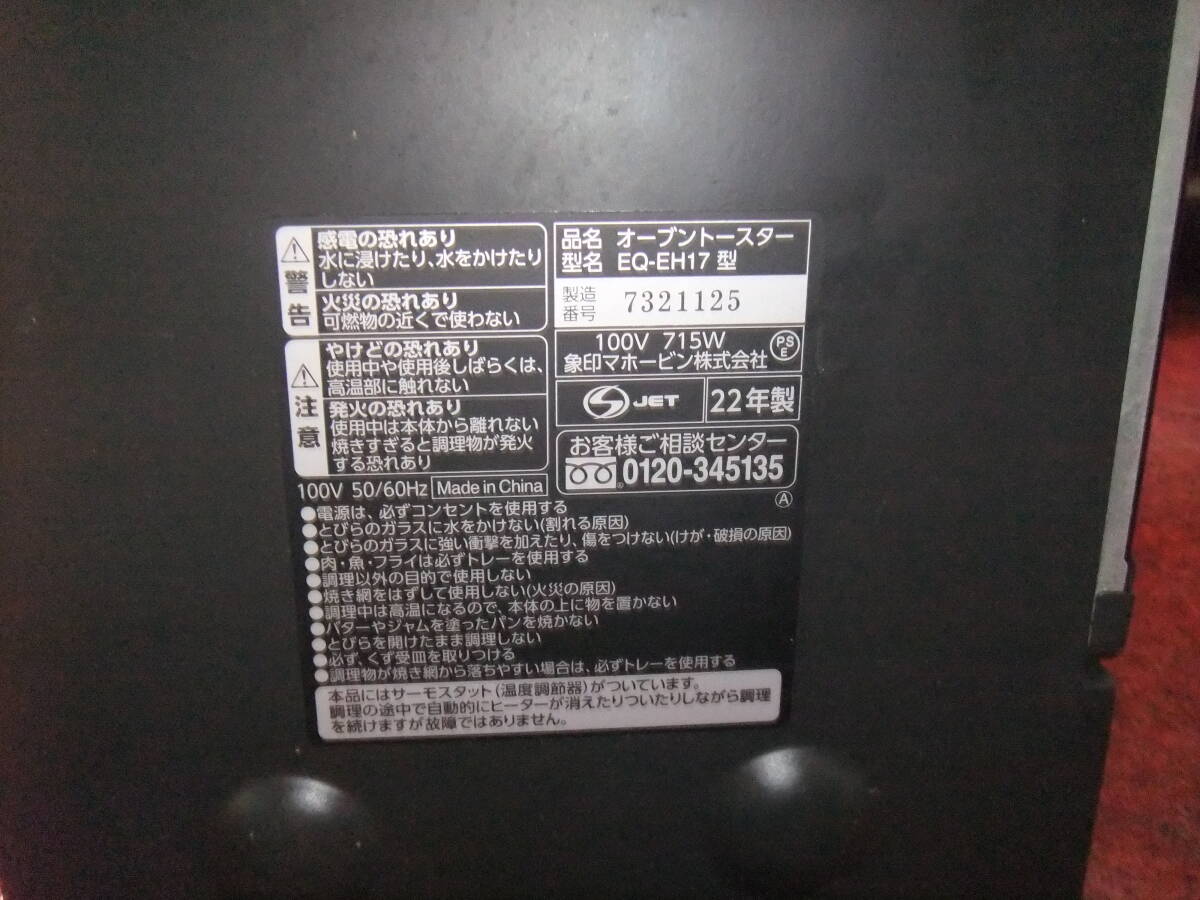 警告
感電の恐れあり
水に浸けたり、水をかけたり
しない
火災の恐れあり
可燃物の近くで使わない
注意
やけどの恐れあり
使用中や使用後しばらくは、
高温部に触れない
発火の恐れあり
使用中は本体から離れない
焼きすぎると調理物が発火
する恐れあり
100V 50/60Hz Made in China
品名 オーブントースター
型名 EQ-EH17 型
製造
番号 7321125
100V 715W
象印マホービン株式会社
PS
E
JET 22年製
お客様ご相談センター
0120-345135
A
●電源は、必ずコンセントを使用する
●とびらのガラスに水をかけない(割れる原因)
●とびらのガラスに強い衝撃を加えたり、傷をつけない(けが・破損の原因)
●肉・魚・フライは必ずトレーを使用する
●調理以外の目的で使用しない
●焼き網をはずして使用しない(火災の原因)
●調理中は高温になるので、本体の上に物を置かない
●バターやジャムを塗ったパンを焼かない
●とびらを開けたまま調理しない
●必ず、くず受皿を取りつける
●調理物が焼き網から落ちやすい場合は、必ずトレーを使用する
本品にはサーモスタット(温度調節器)がついています。
調理の途中で自動的にヒーターが消えたりついたりしながら調理
を続けますが故障ではありません。